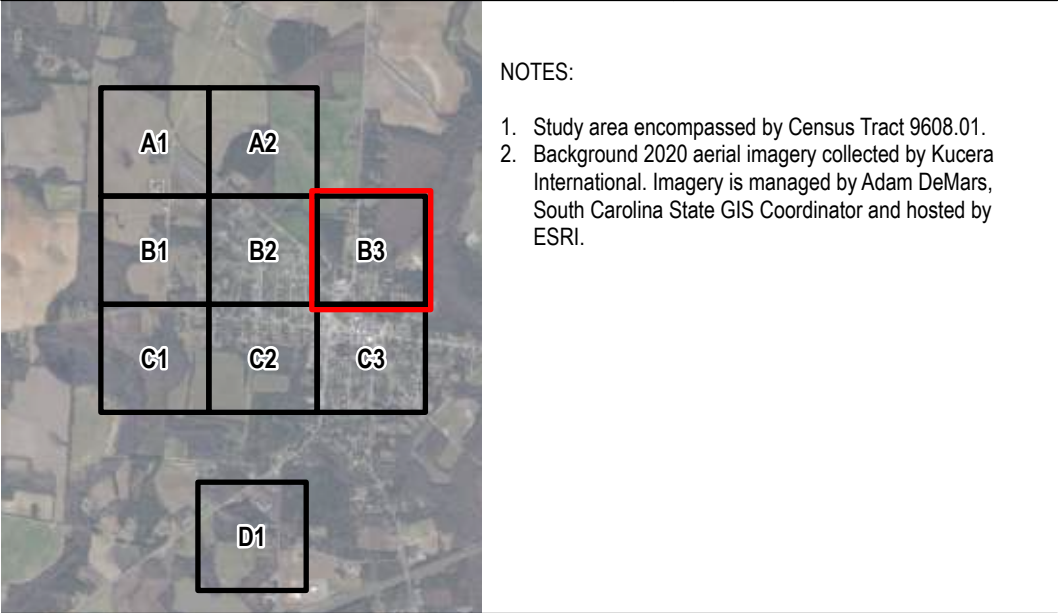 A1 A2
B1 B2 B3
C1 C2 C3
D1
NOTES:
1. Study area encompassed by Census Tract 9608.01.
2. Background 2020 aerial imagery collected by Kucera
International. Imagery is managed by Adam DeMars,
South Carolina State GIS Coordinator and hosted by
ESRI.